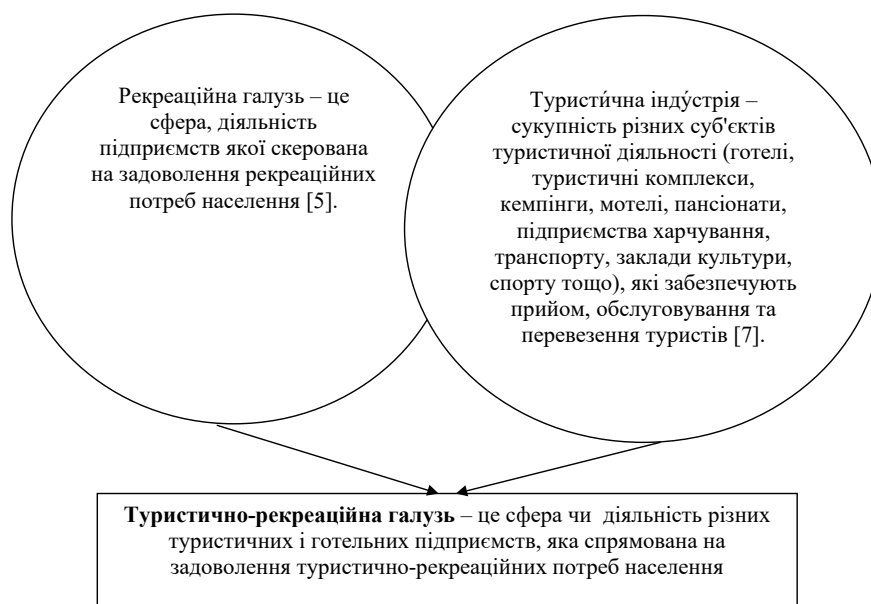 Рекреаційна галузь – це
сфера, діяльність
підприємств якої скерована
на задоволення рекреаційних
потреб населення [5].
Туристи́чна інду́стрія –
сукупність різних суб'єктів
туристичної діяльності (готелі,
туристичні комплекси,
кемпінги, мотелі, пансіонати,
підприємства харчування,
транспорту, заклади культури,
спорту тощо), які забезпечують
прийом, обслуговування та
перевезення туристів [7].
Туристично-рекреаційна галузь – це сфера чи діяльність різних
туристичних і готельних підприємств, яка спрямована на
задоволення туристично-рекреаційних потреб населення